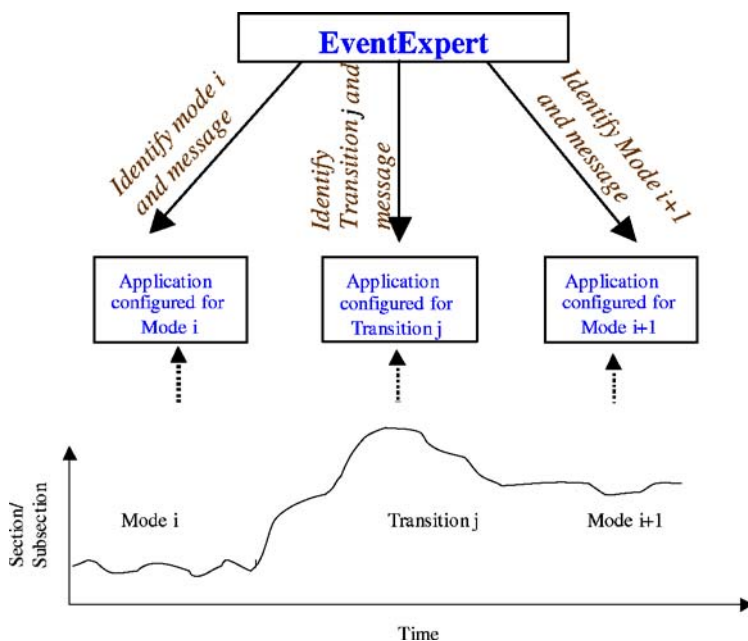 EventExpert
Identify mode i
and message
Identify
Transition j and
message
Identify Mode i+1
and message
Application
configured for
Mode i
Application
configured for
Transition j
Application
configured for
Mode i+1
Section/
Subsection
Mode i
Transition j
Mode i+1
Time